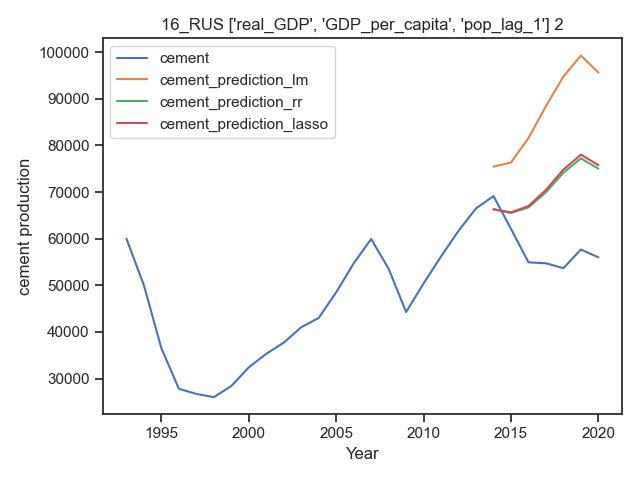 16_RUS ['real_GDP', 'GDP_per_capita', 'pop_lag_1'] 2
cement
cement_prediction_lm
cement_prediction_rr
cement_prediction_lasso
cement production
100000
90000
80000
70000
60000
50000
40000
30000
1995
2000
2005
2010
2015
2020
Year